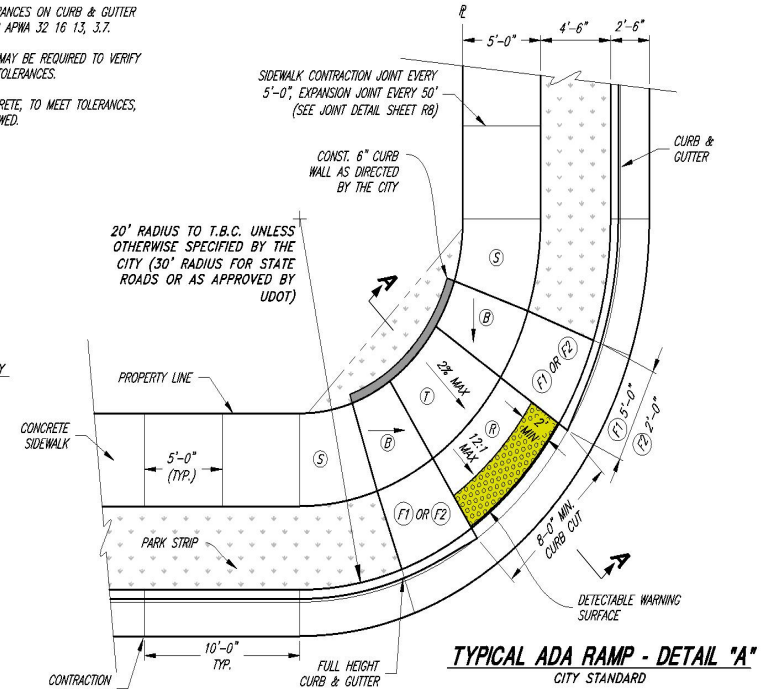 RANCES ON CURB & GUTTER
APWA 32 16 13, 3.7.
MAY BE REQUIRED TO VERIFY
TOLERANCES.
RETE, TO MEET TOLERANCES,
WED.
SIDEWALK CONTRACTION JOINT EVERY
5'-0", EXPANSION JOINT EVERY 50'
(SEE JOINT DETAIL SHEET R8)
5'-0"
4'-6"
2'-6"
CURB &
GUTTER
CONST. 6" CURB
WALL AS DIRECTED
BY THE CITY
20' RADIUS TO T.B.C. UNLESS
OTHERWISE SPECIFIED BY THE
CITY (30' RADIUS FOR STATE
ROADS OR AS APPROVED BY
UDOT)
A
S
B
F1 OR F2
2% MAX
T
R
12:1
MAX
2'
MIN
F1 5'-0"
F2 2'-0"
PROPERTY LINE
CONCRETE
SIDEWALK
5'-0"
(TYP.)
S
B
F1 OR F2
PARK STRIP
8'-0" MIN.
CURB CUT
A
DETECTABLE WARNING
SURFACE
10'-0"
TYP.
CONTRACTION
FULL HEIGHT
CURB & GUTTER
TYPICAL ADA RAMP - DETAIL "A"
CITY STANDARD